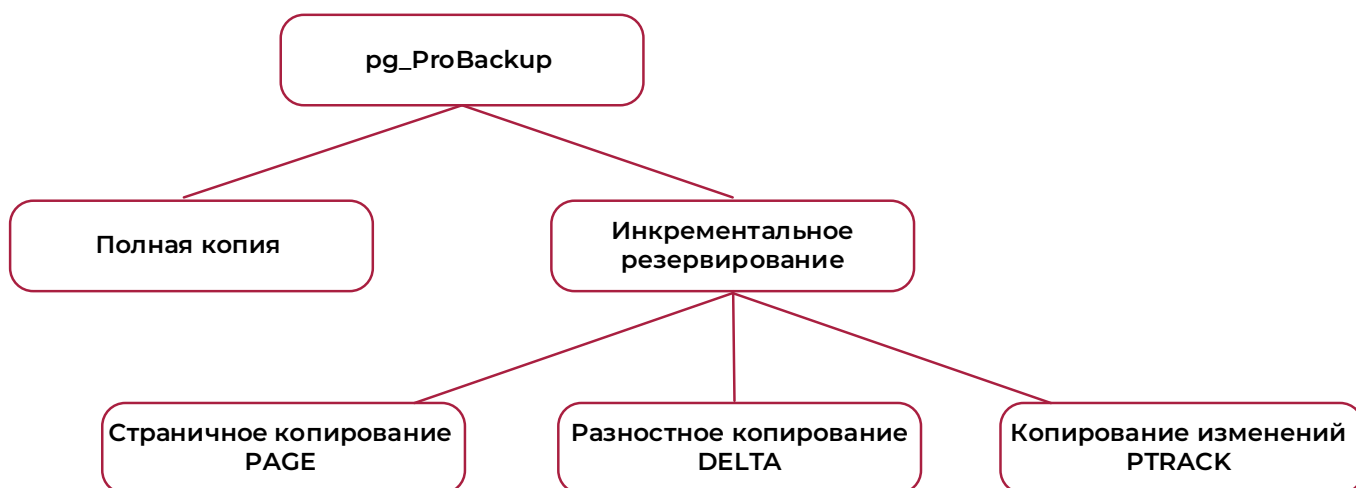 pg_ProBackup
Полная копия
Инкрементальное
резервирование
Страничное копирование
PAGE
Разностное копирование
DELTA
Копирование изменений
PTRACK